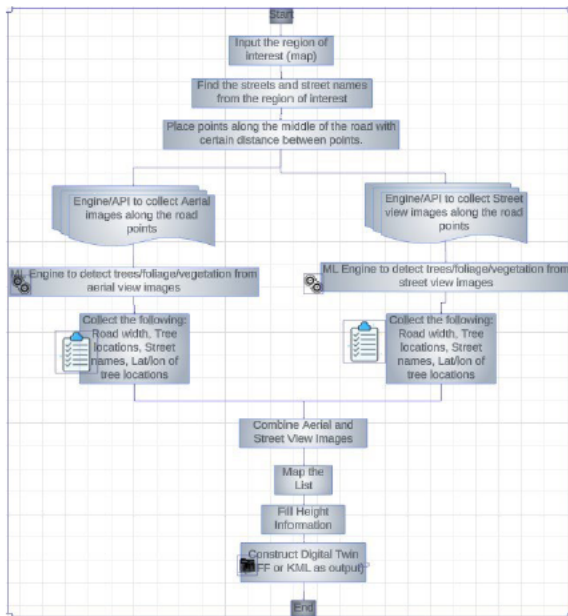 Start
Input the region of
interest (map)
Find the streets and street names
from the region of interest
Place points along the middle of the road with
certain distance between points.
Engine/API to collect Aerial
images along the road
points
Engine/API to collect Street
view images along the road
points
ML Engine to detect trees/foliage/vegetation from
aerial view images
ML Engine to detect trees/foliage/vegetation from
street view images
Collect the following:
Road width, Tree
locations, Street
names, Lat/lon of
tree locations
Collect the following:
Road width, Tree
locations, Street
names, Lat/lon of
tree locations
Combine Aerial and
Street View Images
Map the
List
Fill Height
Information
Construct Digital Twin
FF or KML as output)
End